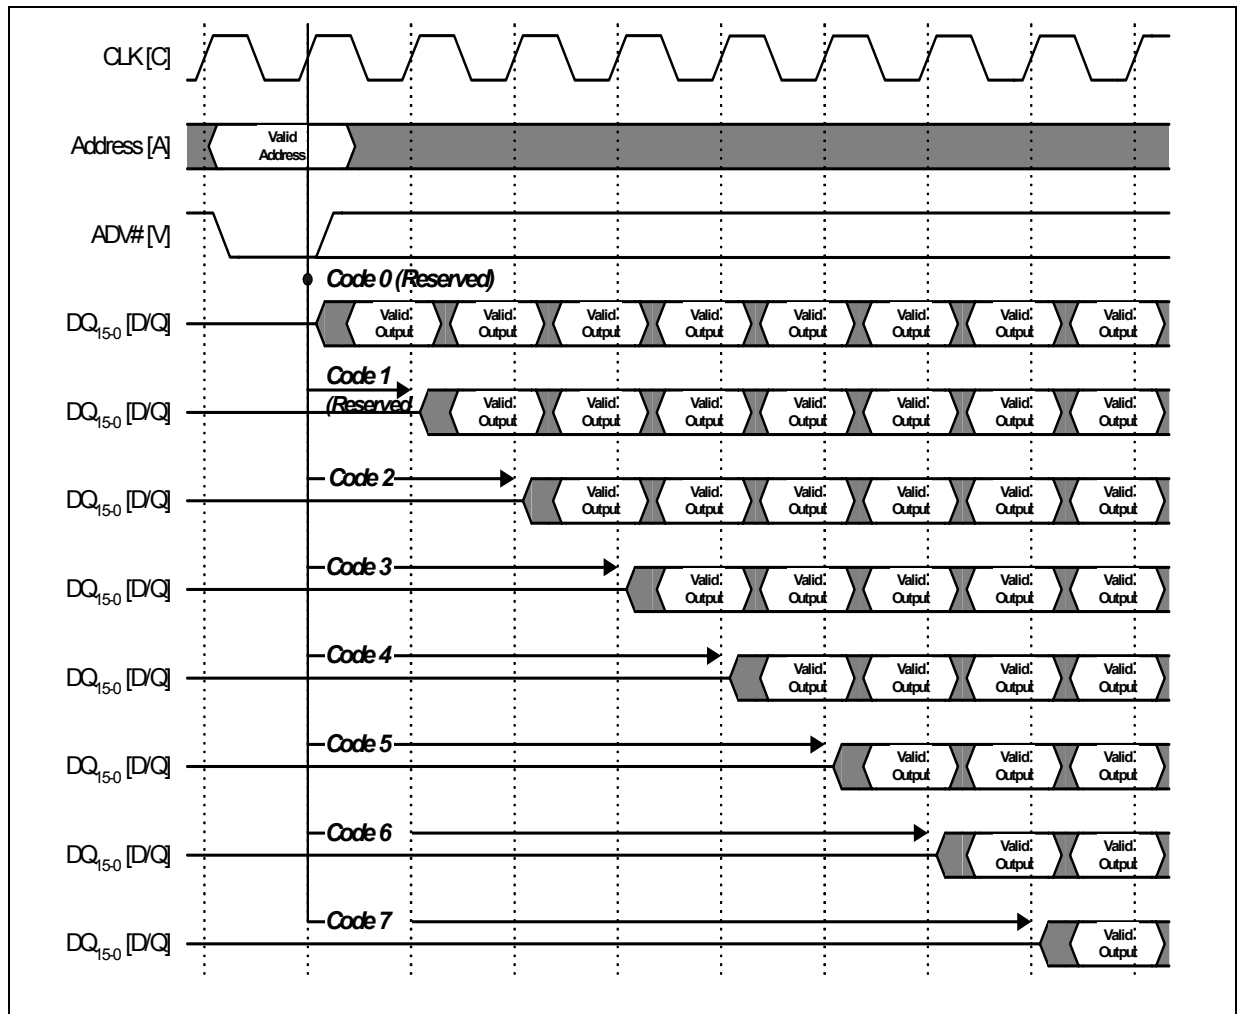 CLK [C]
Valid
Address
Address [A]
ADV# [V]
Code 0 (Reserved)
DQ15-0 [D/Q]
Valid Valid Valid Valid Valid Valid Valid Valid
Output Output Output Output Output Output Output Output
Code 1
(Reserved
DQ15-0 [D/Q]
Valid Valid Valid Valid Valid Valid Valid
Output Output Output Output Output Output Output
Code 2
DQ15-0 [D/Q]
Valid Valid Valid Valid Valid Valid
Output Output Output Output Output Output
Code 3
DQ15-0 [D/Q]
Valid Valid Valid Valid Valid
Output Output Output Output Output
Code 4
DQ15-0 [D/Q]
Valid Valid Valid Valid
Output Output Output Output
Code 5
DQ15-0 [D/Q]
Valid Valid Valid
Output Output Output
Code 6
DQ15-0 [D/Q]
Valid Valid
Output Output
Code 7
DQ15-0 [D/Q]
Valid
Output